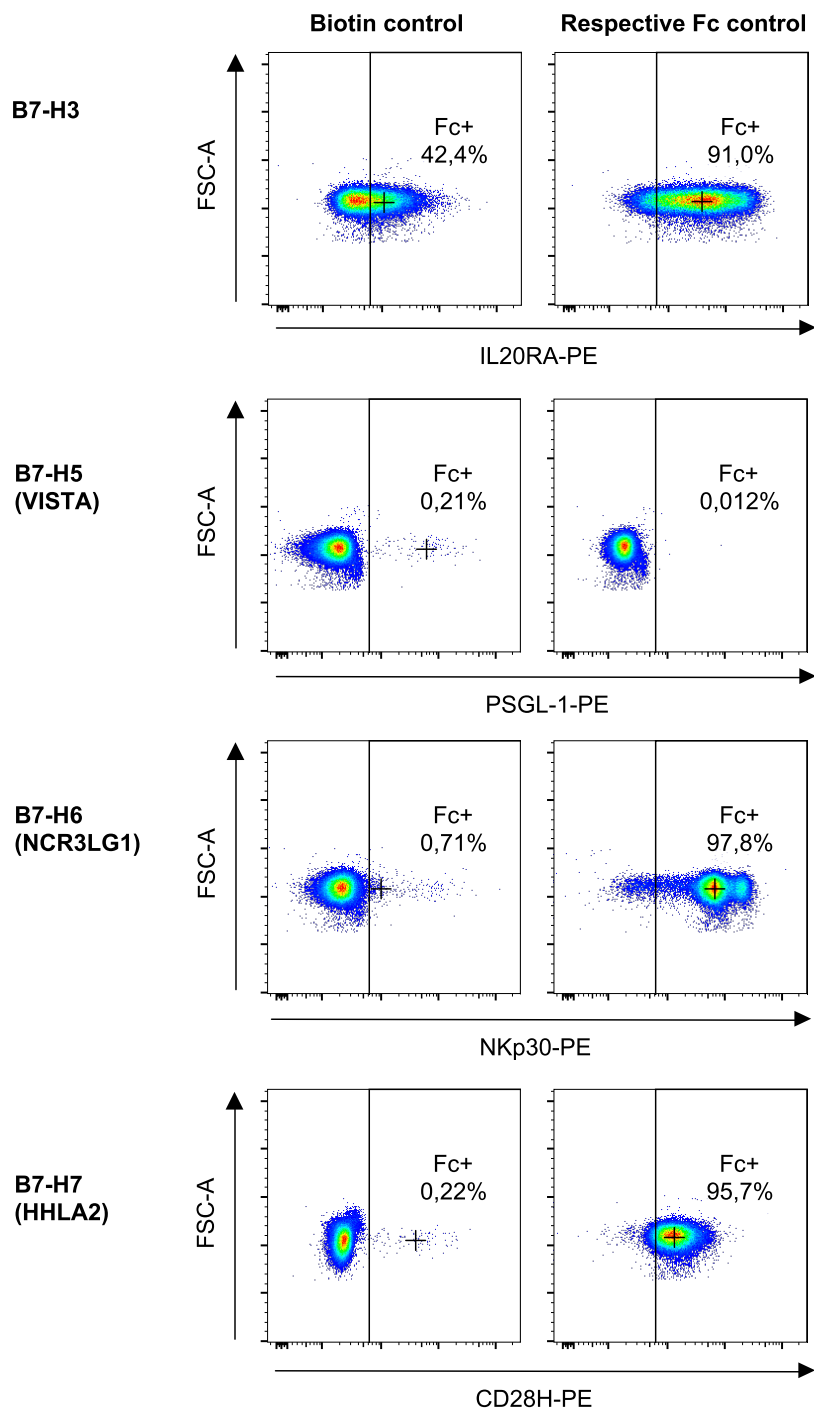 Biotin control
Respective Fc control
B7-H3
FSC-A
Fc+
42,4%
Fc+
91,0%
IL20RA-PE
B7-H5
(VISTA)
FSC-A
Fc+
0,21%
Fc+
0,012%
PSGL-1-PE
B7-H6
(NCR3LG1)
FSC-A
Fc+
0,71%
Fc+
97,8%
NKp30-PE
B7-H7
(HHLA2)
FSC-A
Fc+
0,22%
Fc+
95,7%
CD28H-PE